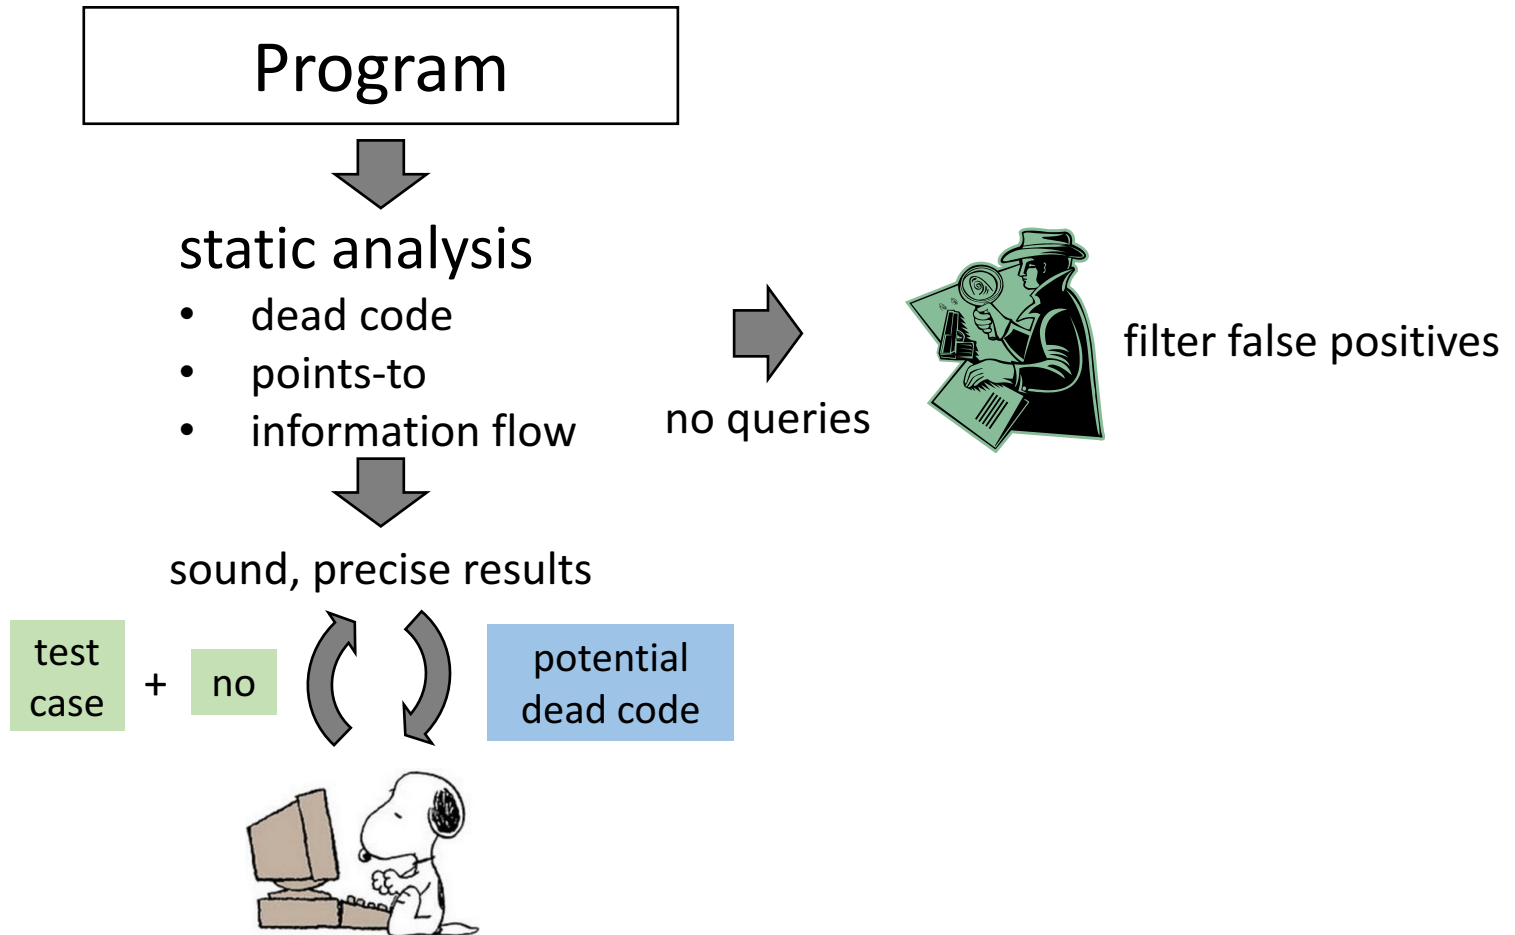 Program
static analysis
• dead code
• points-to
• information flow
no queries
filter false positives
sound, precise results
test
case
+
no
potential
dead code